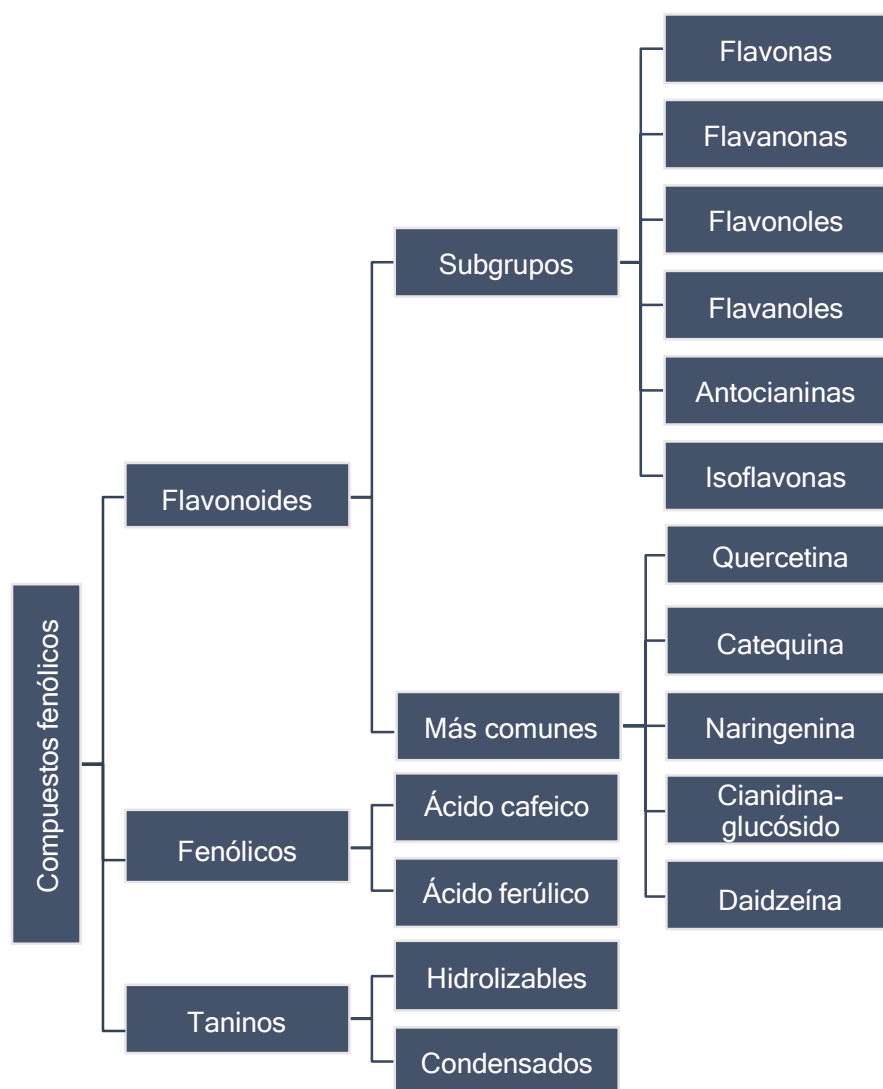 Compuestos fenólicos
Flavonoides
Subgrupos
Flavonas
Flavanonas
Flavonoles
Flavanoles
Antocianinas
Isoflavonas
Más comunes
Quercetina
Catequina
Naringenina
Cianidina-
glucósido
Daidzeína
Fenólicos
Ácido cafeico
Ácido ferúlico
Taninos
Hidrolizables
Condensados